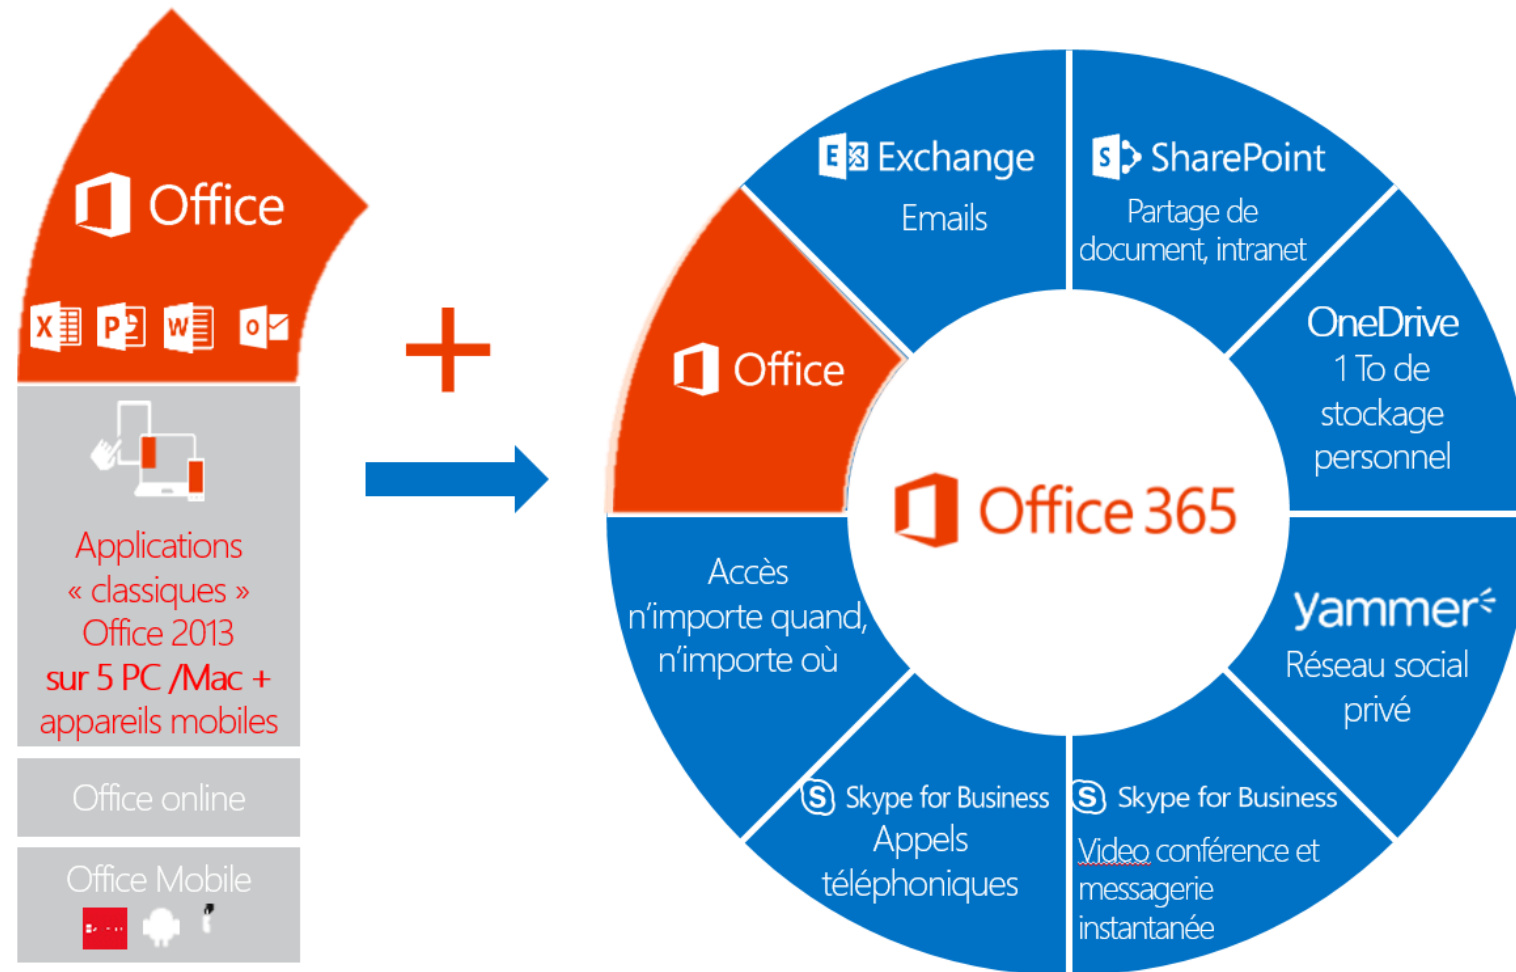 Office
X P W O
Applications
« classiques »
Office 2013
sur 5 PC /Mac +
appareils mobiles
Office online
Office Mobile
E Exchange
Emails
S SharePoint
Partage de
document, intranet
OneDrive
1 To de
stockage
personnel
yammer
Réseau social
privé
S Skype for Business
Video conférence et
messagerie
instantanée
S Skype for Business
Appels
téléphoniques
Accès
n'importe quand,
n'importe où
Office
Office 365